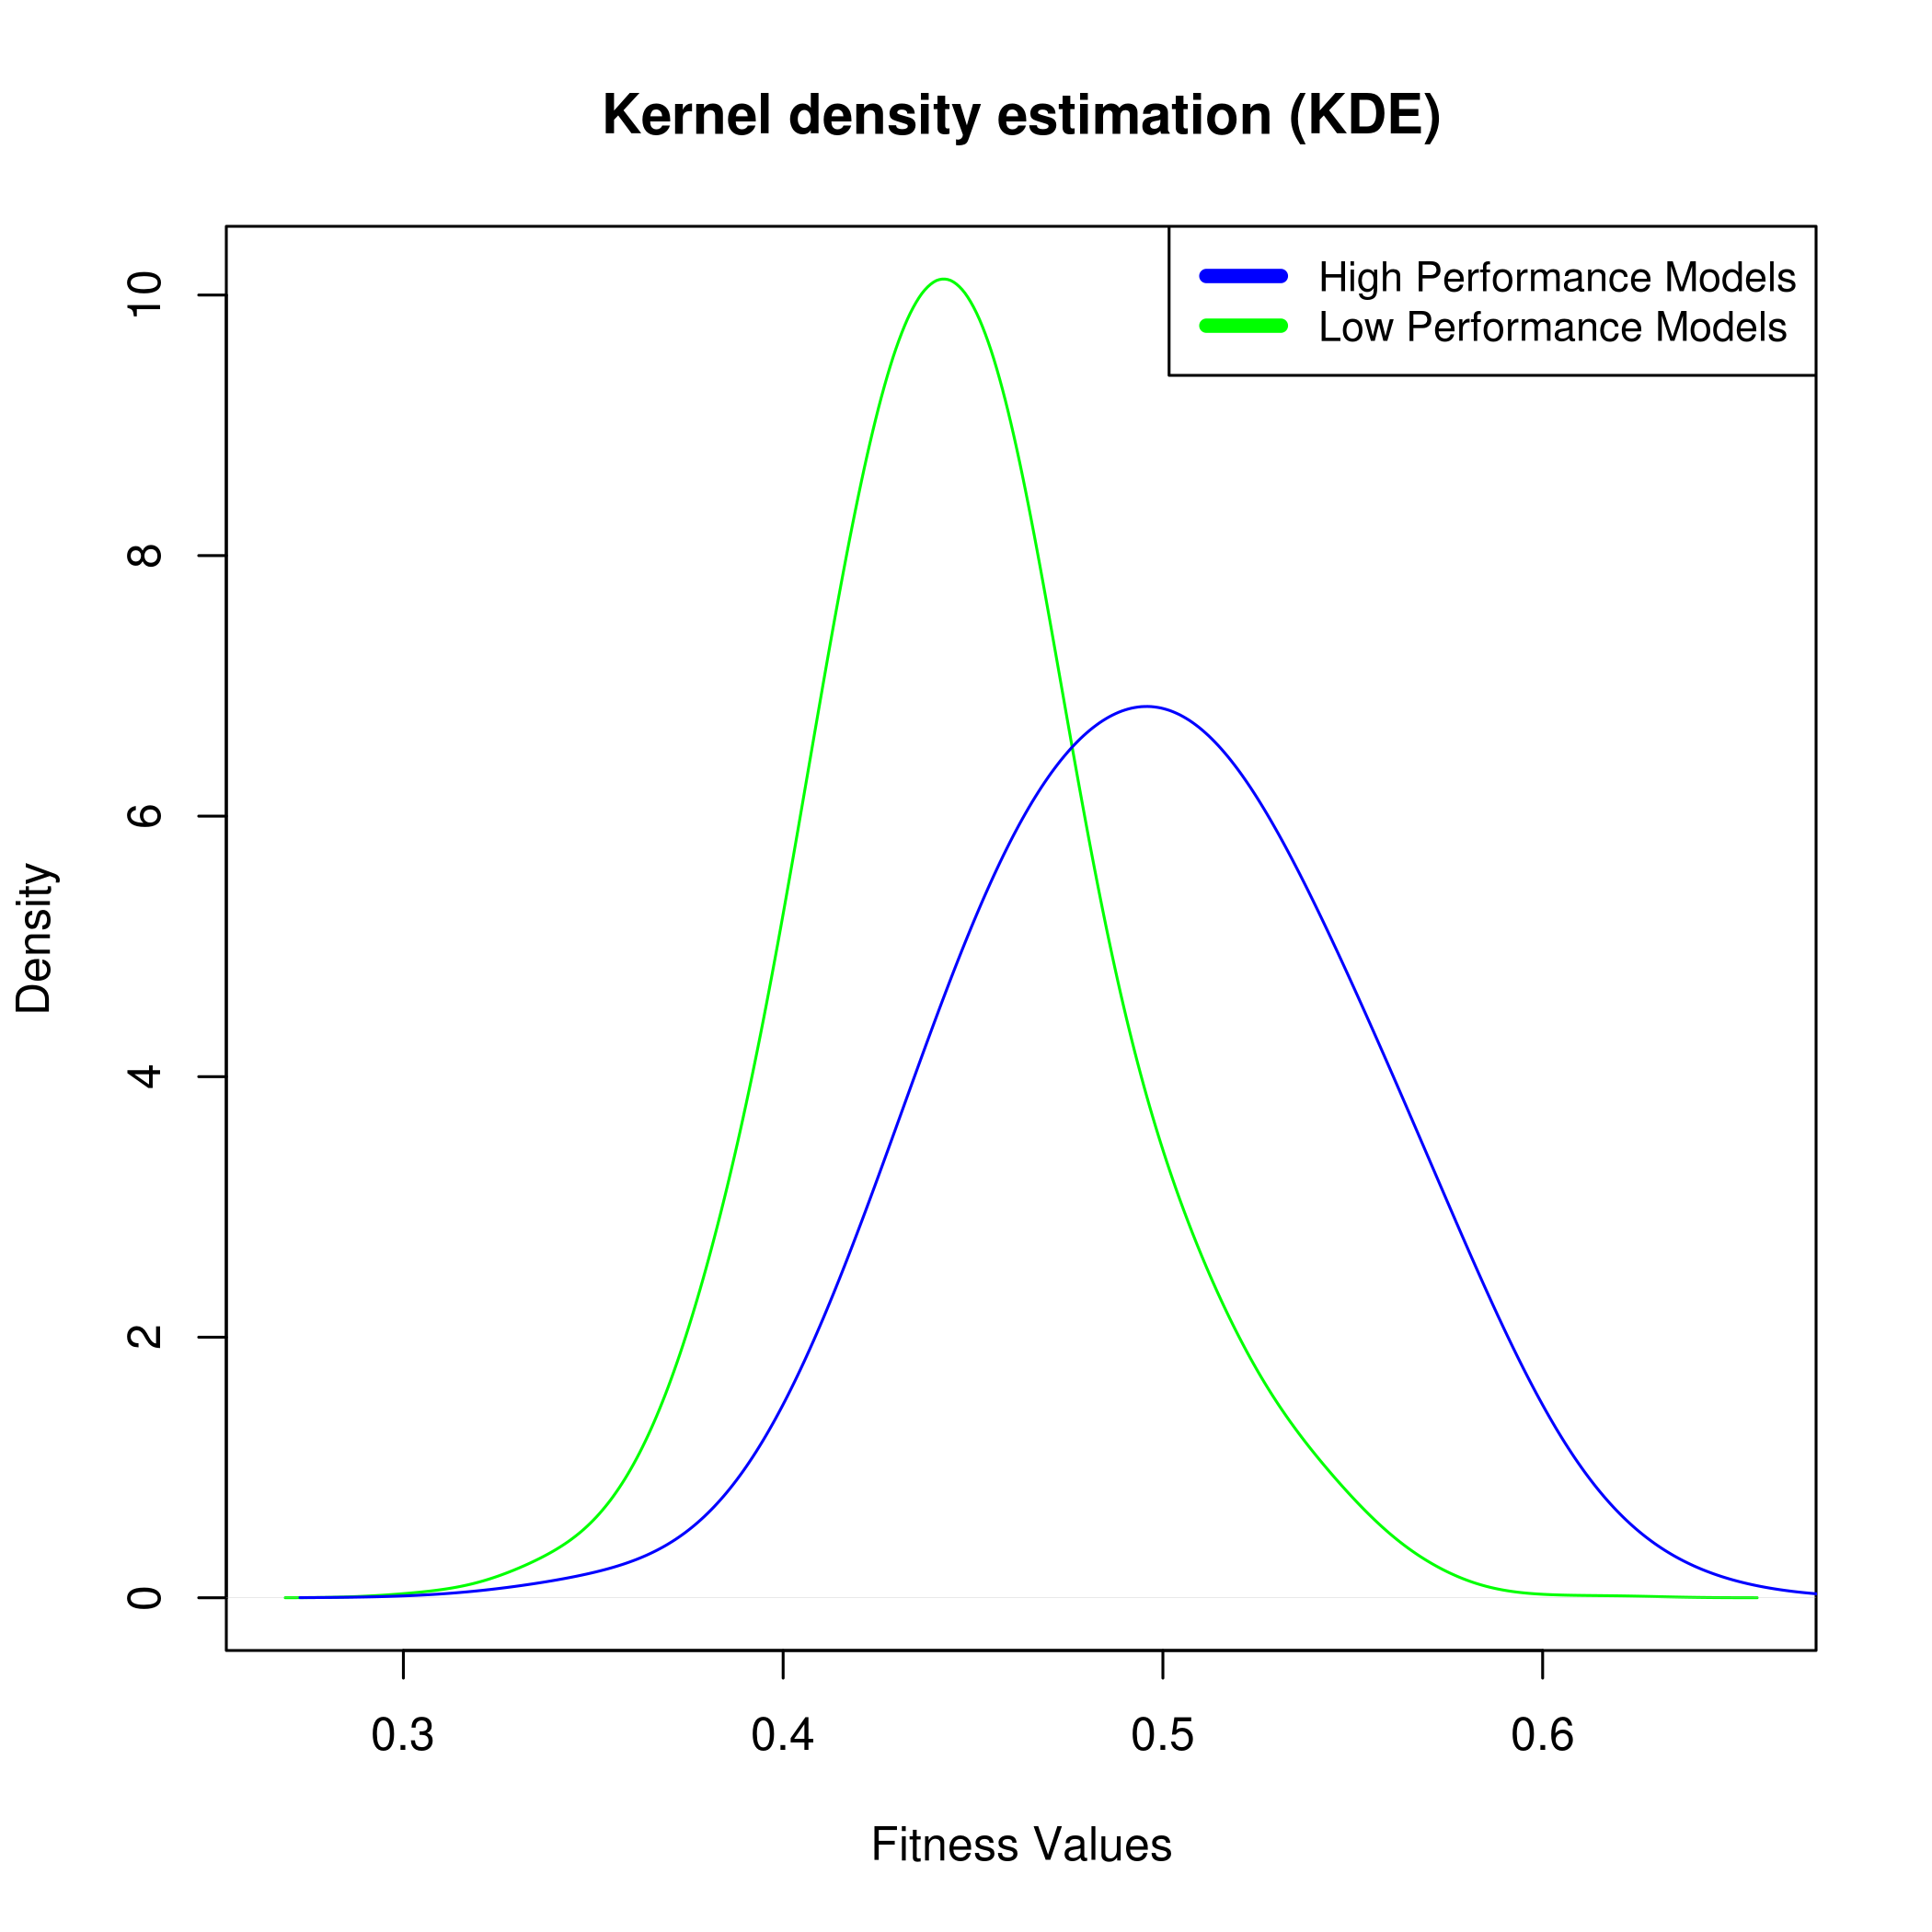 Kernel density estimation (KDE)
High Performance Models
Low Performance Models
Density
10
8
6
4
2
0
0.3 0.4 0.5 0.6
Fitness Values